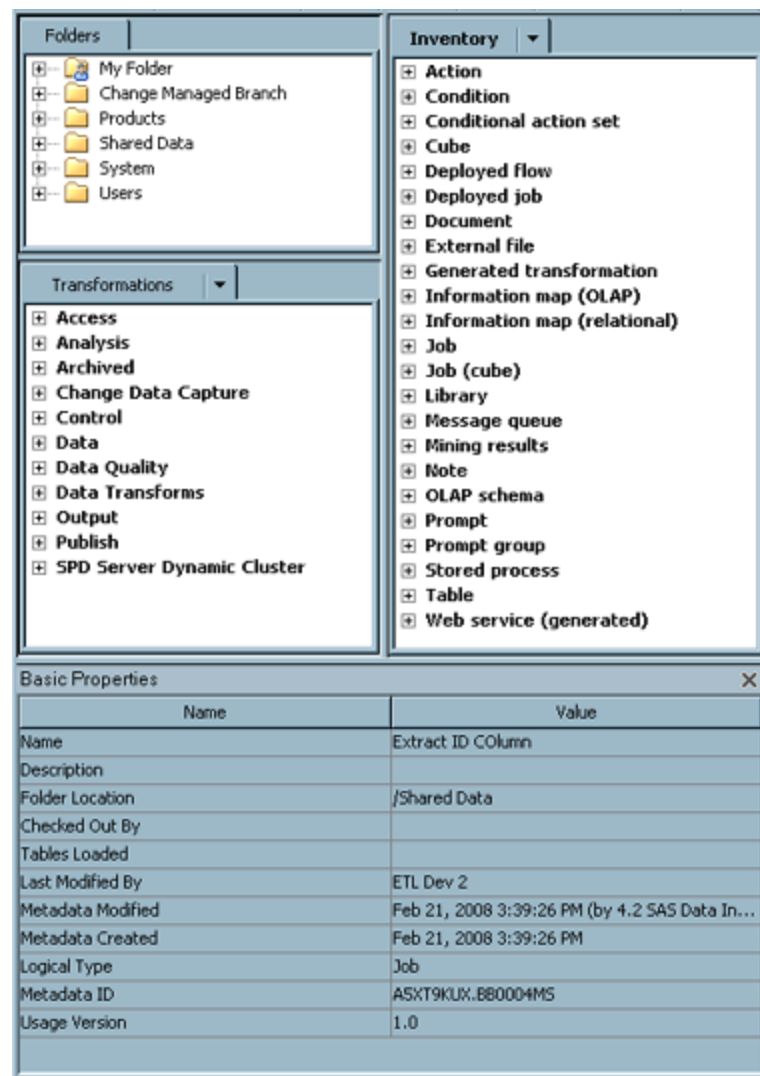 Folders
My Folder
Change Managed Branch
Products
Shared Data
System
Users
Transformations
Access
Analysis
Archived
Change Data Capture
Control
Data
Data Quality
Data Transforms
Output
Publish
SPD Server Dynamic Cluster
Inventory
Action
Condition
Conditional action set
Cube
Deployed flow
Deployed job
Document
External file
Generated transformation
Information map (OLAP)
Information map (relational)
Job
Job (cube)
Library
Message queue
Mining results
Note
OLAP schema
Prompt
Prompt group
Stored process
Table
Web service (generated)
Basic Properties
Name Value
Name Extract ID COlumn
Description
Folder Location /Shared Data
Checked Out By
Tables Loaded
Last Modified By ETL Dev 2
Metadata Modified Feb 21, 2008 3:39:26 PM (by 4.2 SAS Data In...
Metadata Created Feb 21, 2008 3:39:26 PM
Logical Type Job
Metadata ID A5XT9KUX.BB0004MS
Usage Version 1.0